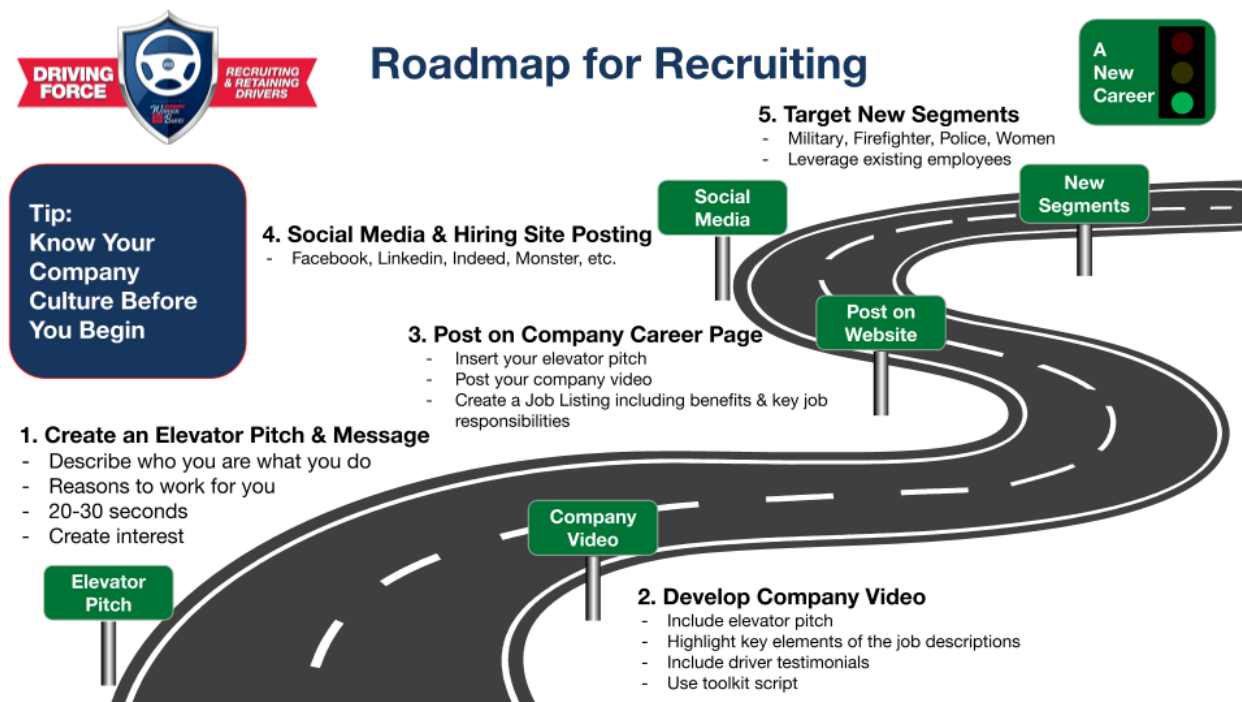 DRIVING
FORCE
RECRUITING
& RETAINING
DRIVERS
Women
IN
Buses
Roadmap for Recruiting
A
New
Career
5. Target New Segments
- Military, Firefighter, Police, Women
- Leverage existing employees
New
Segments
Social
Media
Tip:
Know Your
Company
Culture Before
You Begin
4. Social Media & Hiring Site Posting
- Facebook, Linkedin, Indeed, Monster, etc.
Post on
Website
3. Post on Company Career Page
- Insert your elevator pitch
- Post your company video
- Create a Job Listing including benefits & key job
responsibilities
1. Create an Elevator Pitch & Message
- Describe who you are what you do
- Reasons to work for you
- 20-30 seconds
- Create interest
Company
Video
Elevator
Pitch
2. Develop Company Video
- Include elevator pitch
- Highlight key elements of the job descriptions
- Include driver testimonials
- Use toolkit script